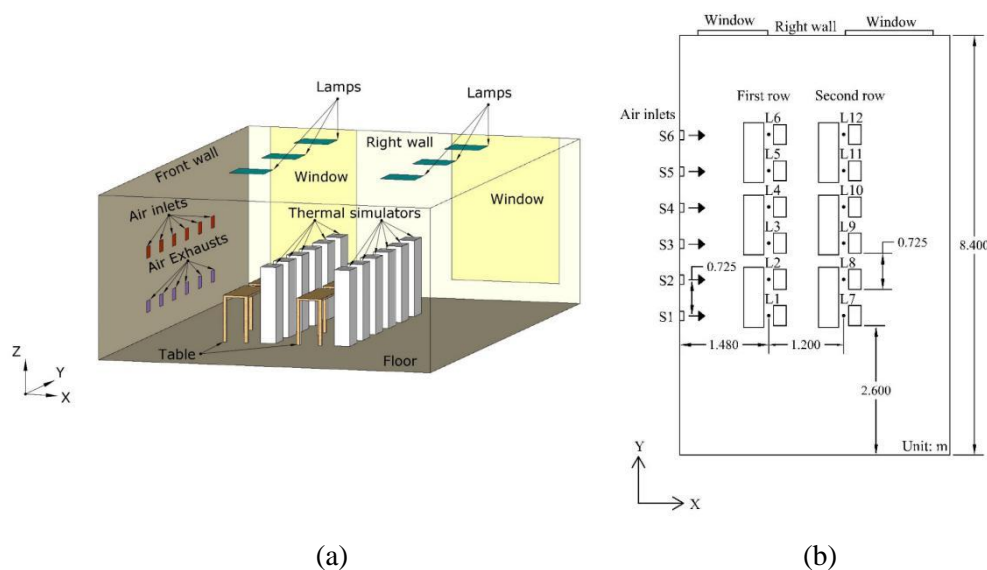 Lamps
Lamps
Front wall
Right wall
Window
Window
Air inlets
Thermal simulators
Air Exhausts
Table
Floor
Z
Y
X
(a)
Window
Right wall
Window
First row
Second row
Air inlets
L6
L12
S6
L5
L11
S5
L4
L10
S4
L3
L9
S3
0.725
0.725
8.400
L2
L8
S2
L1
L7
S1
1.480
1.200
2.600
Unit: m
Y
X
(b)